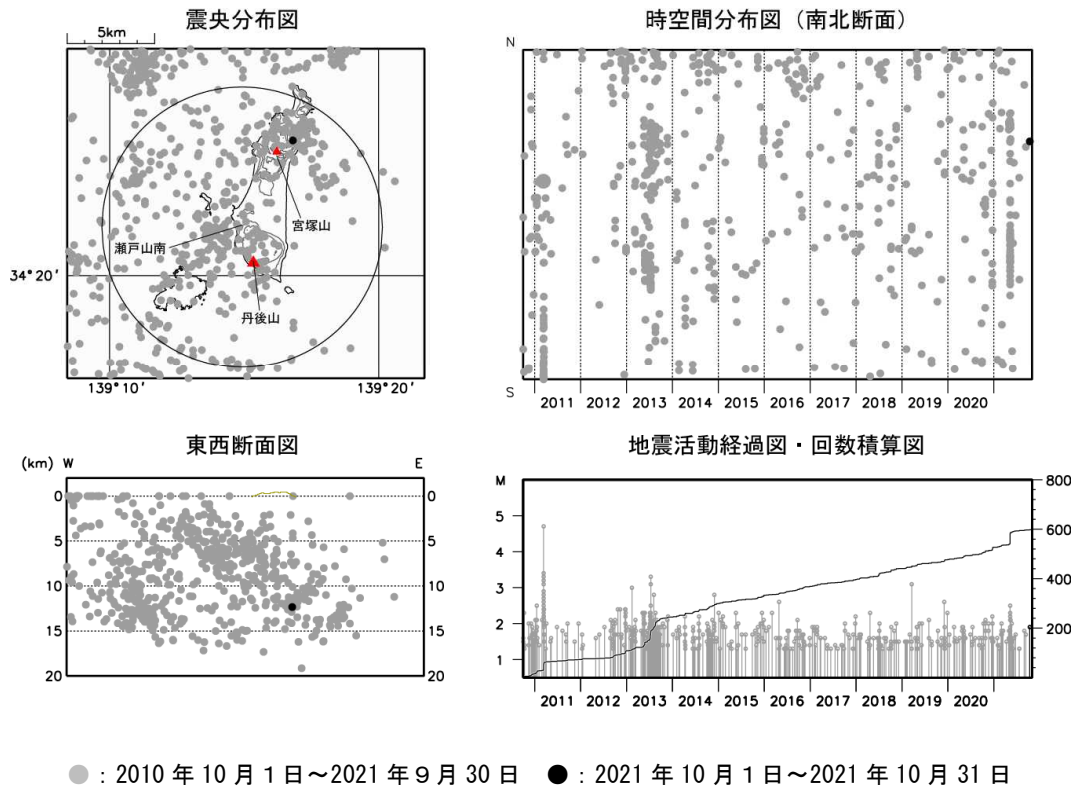 震央分布図
5km
宮塚山
瀬戸山南
34°20′
丹後山
139°10′
139°20′
時空間分布図（南北断面）
N
S
2011 2012 2013 2014 2015 2016 2017 2018 2019 2020
東西断面図
(km) W E
0 0
5 5
10 10
15 15
20 20
地震活動経過図・回数積算図
M
5
4
3
2
1
800
600
400
200
2011 2012 2013 2014 2015 2016 2017 2018 2019 2020
：2010 年 10 月 1 日～2021 年 9 月 30 日 ：2021 年 10 月 1 日～2021 年 10 月 31 日